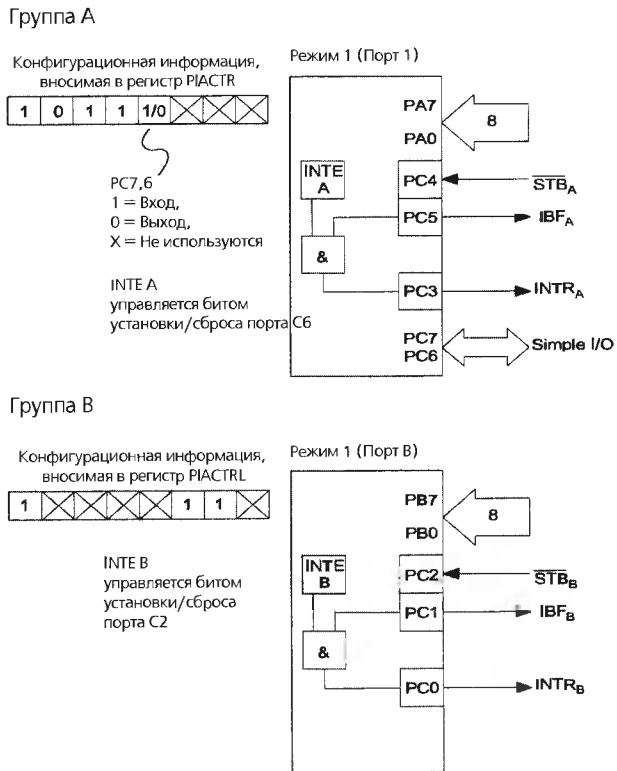 Группа А
Конфигурационная информация,
вносимая в регистр PIACTR
1 0 1 1 1/0
PC7,6
1 = Вход,
0 = Выход,
X = Не используются
INTE A
управляется битом
установки/сброса порта C6
Режим 1 (Порт 1)
PA7
PA0
8
INTE
A
PC4
STBA
PC5
IBFA
&
PC3
INTRA
PC7
PC6
Simple I/O
Группа В
Конфигурационная информация,
вносимая в регистр PIACTRL
1 1 1
INTE B
управляется битом
установки/сброса
порта C2
Режим 1 (Порт В)
PB7
PB0
8
INTE
B
PC2
STBB
PC1
IBFB
&
PC0
INTRB